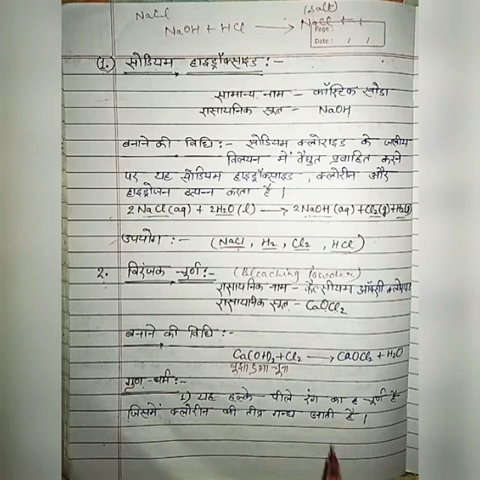 NaCl
(Salt)
NaOH + HCl ⟶ NaCl +
Page :
Date : / /
(1.) सोडियम हाइड्रॉक्साइड :-
सामान्य नाम - कॉस्टिक सोडा
रासायनिक सूत्र - NaOH
बनाने की विधि :- सोडियम क्लोराइड के जलीय
विलयन में वैद्युत प्रवाहित करने
पर यह सोडियम हाइड्रॉक्साइड, क्लोरीन और
हाइड्रोजन उत्पन्न करता है ।
2NaCl(aq) + 2H2O(l) ⟶ 2NaOH(aq) + Cl2(g) + H2(g)
उपयोग :- (NaCl, H2, Cl2, HCl)
2. विरंजक चूर्ण :- (Bleaching Powder)
रासायनिक नाम - कैल्सीयम ऑक्सी
रासायनिक सूत्र - CaOCl2
बनाने की विधि :-
Ca(OH)2 + Cl2 ⟶ CaOCl2 + H2O
बुझा हुआ चूना
गुण-धर्म :-
1) यह हल्के पीले रंग का चूर्ण है
जिसमें क्लोरीन की तीव्र गन्ध आती है ।